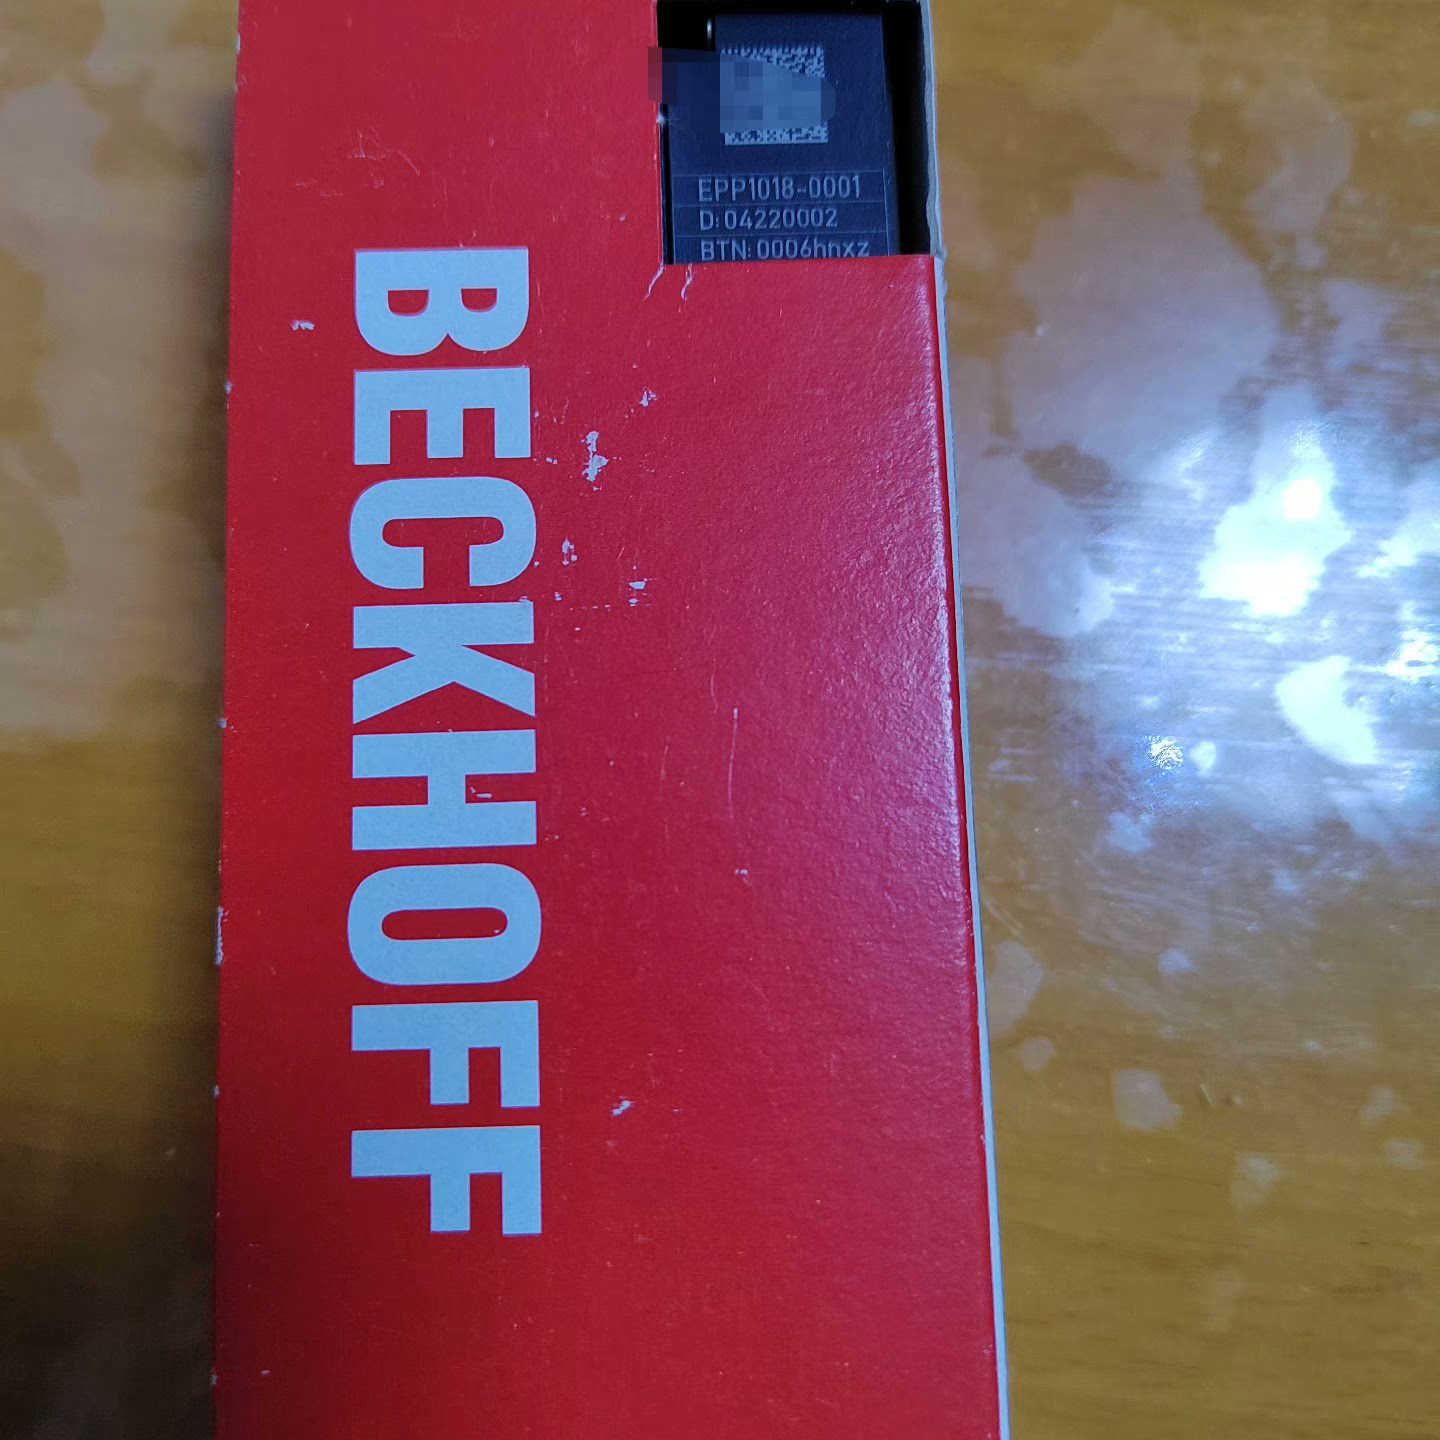 EPP1018-0001
D:04220002
BTN:0006hnxz
BECKHOFF